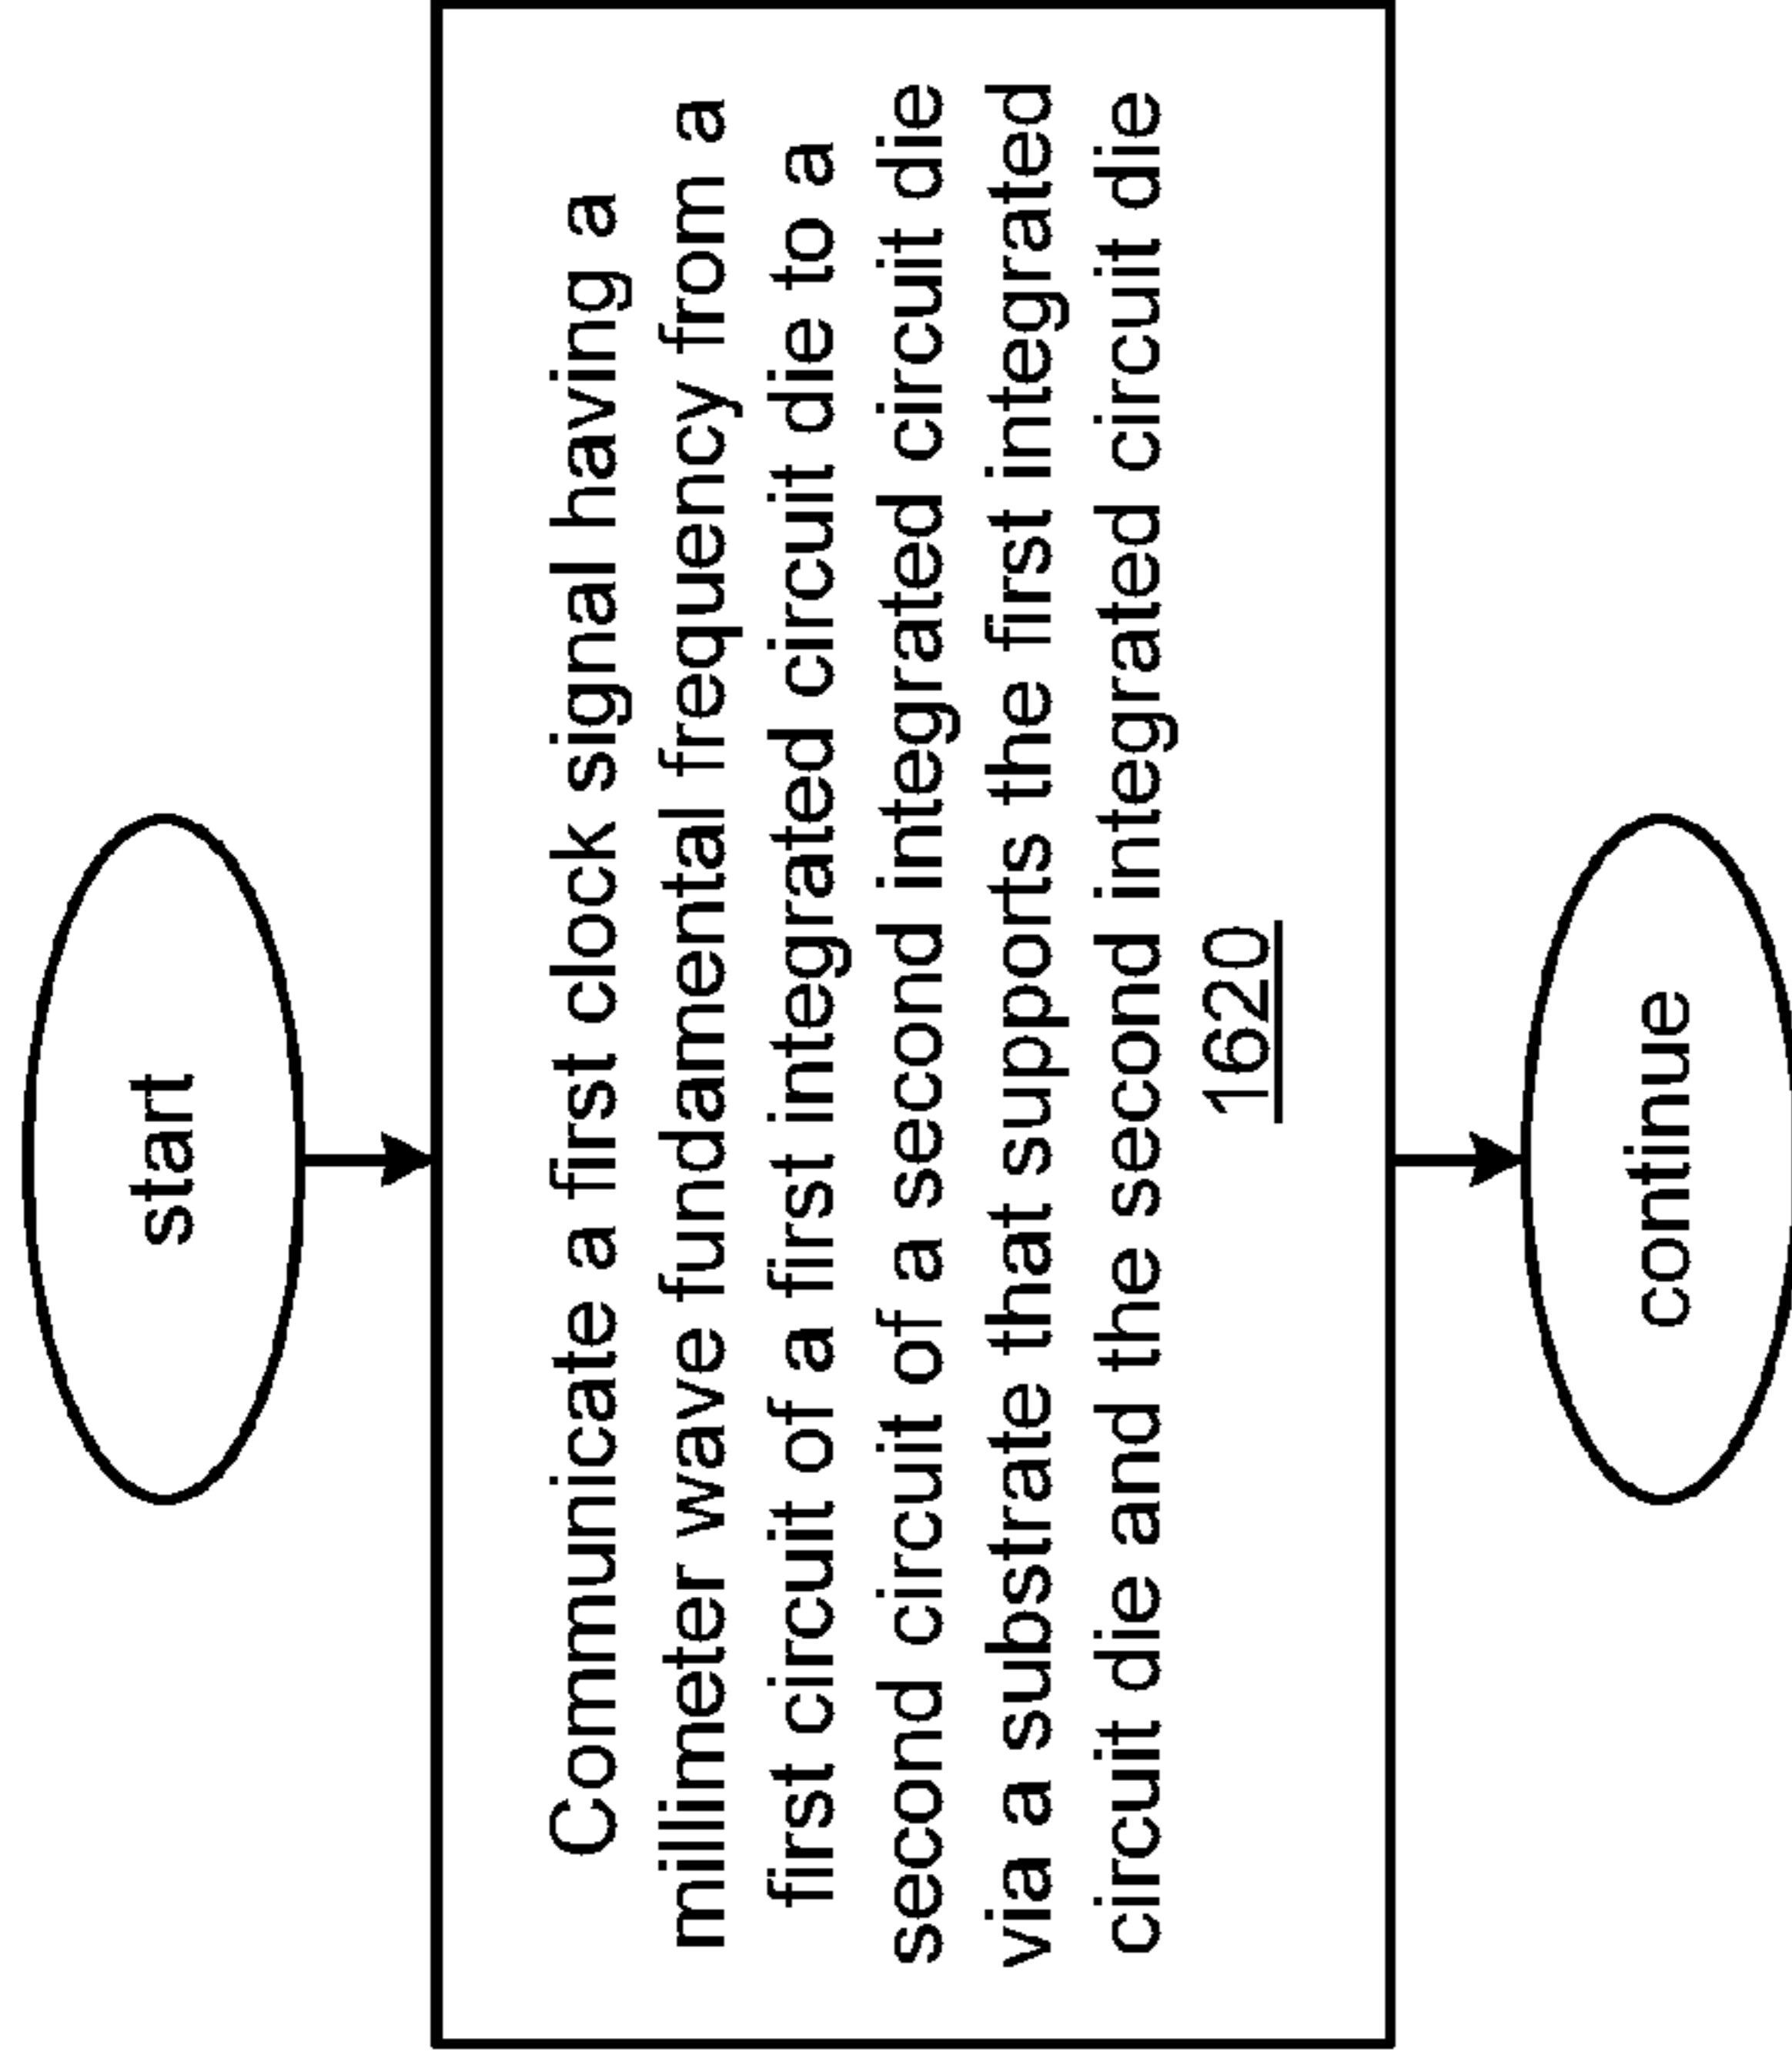 start
Communicate a first clock signal having a
millimeter wave fundamental frequency from a
first circuit of a first integrated circuit die to a
second circuit of a second integrated circuit die
via a substrate that supports the first integrated
circuit die and the second integrated circuit die
1620
continue